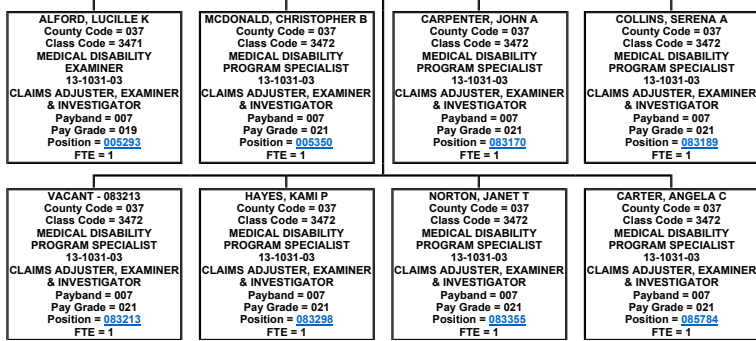 ALFORD, LUCILLE K
County Code = 037
Class Code = 3471
MEDICAL DISABILITY
EXAMINER
13-1031-03
CLAIMS ADJUSTER, EXAMINER
& INVESTIGATOR
Payband = 007
Pay Grade = 019
Position = 005293
FTE = 1
MCDONALD, CHRISTOPHER B
County Code = 037
Class Code = 3472
MEDICAL DISABILITY
PROGRAM SPECIALIST
13-1031-03
CLAIMS ADJUSTER, EXAMINER
& INVESTIGATOR
Payband = 007
Pay Grade = 021
Position = 005350
FTE = 1
CARPENTER, JOHN A
County Code = 037
Class Code = 3472
MEDICAL DISABILITY
PROGRAM SPECIALIST
13-1031-03
CLAIMS ADJUSTER, EXAMINER
& INVESTIGATOR
Payband = 007
Pay Grade = 021
Position = 083170
FTE = 1
COLLINS, SERENA A
County Code = 037
Class Code = 3472
MEDICAL DISABILITY
PROGRAM SPECIALIST
13-1031-03
CLAIMS ADJUSTER, EXAMINER
& INVESTIGATOR
Payband = 007
Pay Grade = 021
Position = 083189
FTE = 1
VACANT - 083213
County Code = 037
Class Code = 3472
MEDICAL DISABILITY
PROGRAM SPECIALIST
13-1031-03
CLAIMS ADJUSTER, EXAMINER
& INVESTIGATOR
Payband = 007
Pay Grade = 021
Position = 083213
FTE = 1
HAYES, KAMI P
County Code = 037
Class Code = 3472
MEDICAL DISABILITY
PROGRAM SPECIALIST
13-1031-03
CLAIMS ADJUSTER, EXAMINER
& INVESTIGATOR
Payband = 007
Pay Grade = 021
Position = 083298
FTE = 1
NORTON, JANET T
County Code = 037
Class Code = 3472
MEDICAL DISABILITY
PROGRAM SPECIALIST
13-1031-03
CLAIMS ADJUSTER, EXAMINER
& INVESTIGATOR
Payband = 007
Pay Grade = 021
Position = 083355
FTE = 1
CARTER, ANGELA C
County Code = 037
Class Code = 3472
MEDICAL DISABILITY
PROGRAM SPECIALIST
13-1031-03
CLAIMS ADJUSTER, EXAMINER
& INVESTIGATOR
Payband = 007
Pay Grade = 021
Position = 085784
FTE = 1